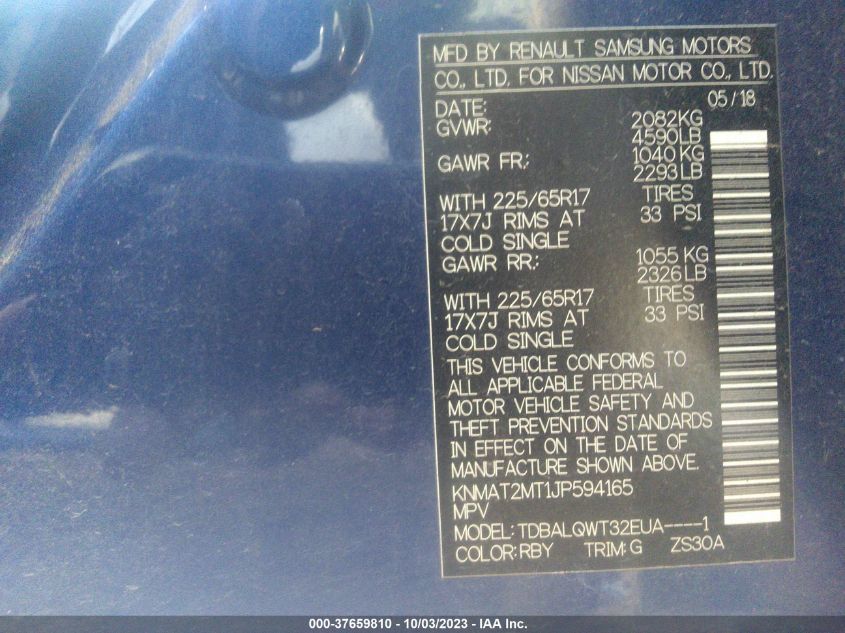 MFD BY RENAULT SAMSUNG MOTORS
CO., LTD. FOR NISSAN MOTOR CO., LTD.
DATE: 05/18
GVWR: 2082KG
4590LB
GAWR FR.: 1040KG
2293LB
WITH 225/65R17 TIRES
17X7J RIMS AT 33 PSI
COLD SINGLE
GAWR RR.: 1055KG
2326LB
WITH 225/65R17 TIRES
17X7J RIMS AT 33 PSI
COLD SINGLE
THIS VEHICLE CONFORMS TO
ALL APPLICABLE FEDERAL
MOTOR VEHICLE SAFETY AND
THEFT PREVENTION STANDARDS
IN EFFECT ON THE DATE OF
MANUFACTURE SHOWN ABOVE.
KNMAT2MT1JP594165
MPV
MODEL:TDBALQWT32EUA----1
COLOR:RBY TRIM:G ZS30A
000-37659810 - 10/03/2023 - IAA Inc.